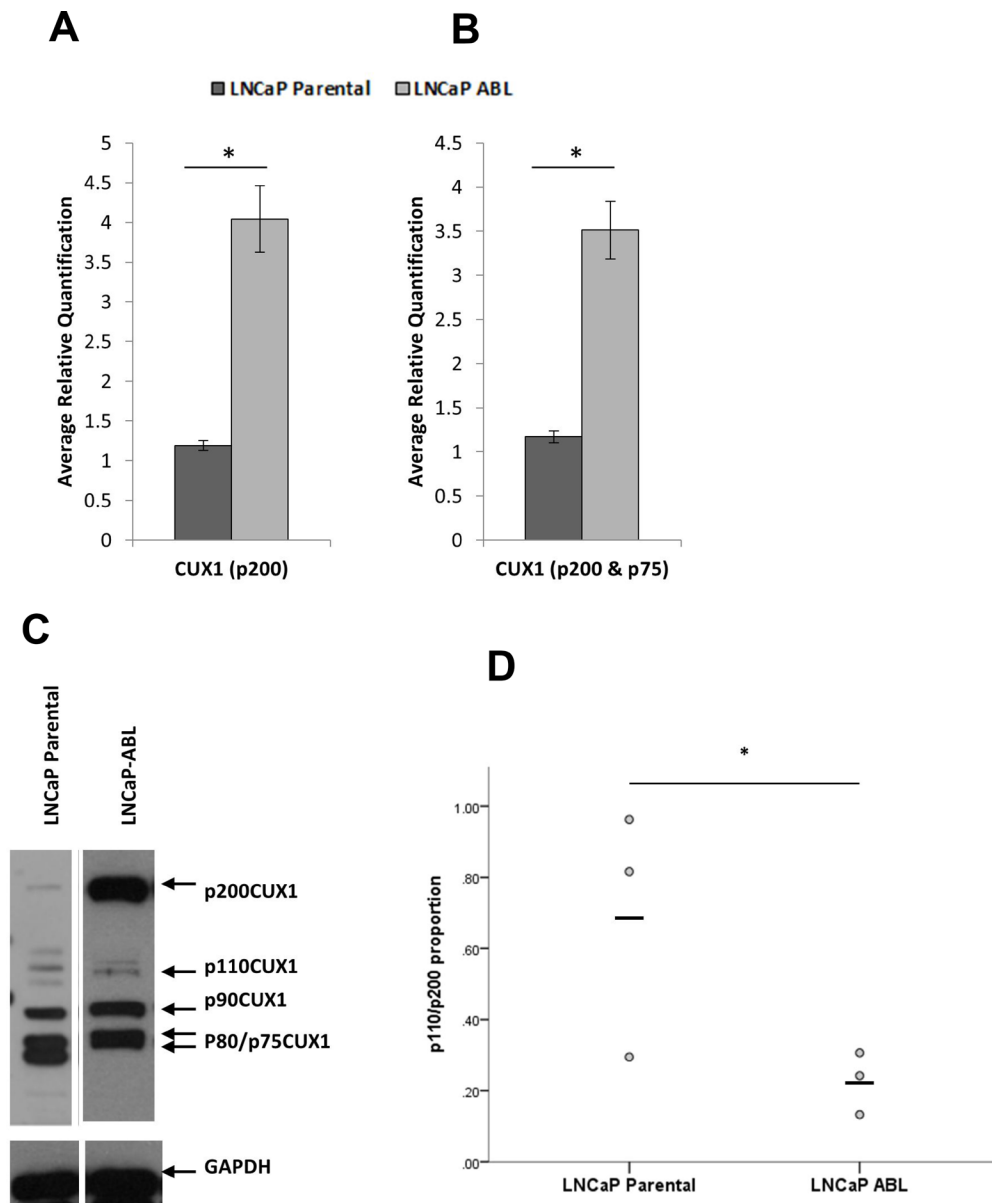 A
B
LNCaP Parental LNCaP ABL
Average Relative Quantification
5
4.5
4
3.5
3
2.5
2
1.5
1
0.5
0
*
CUX1 (p200)
Average Relative Quantification
4.5
4
3.5
3
2.5
2
1.5
1
0.5
0
*
CUX1 (p200 & p75)
C
LNCaP Parental
LNCaP-ABL
p200CUX1
p110CUX1
p90CUX1
P80/p75CUX1
GAPDH
D
*
p110/p200 proportion
1.00
.80
.60
.40
.20
.00
LNCaP Parental LNCaP ABL